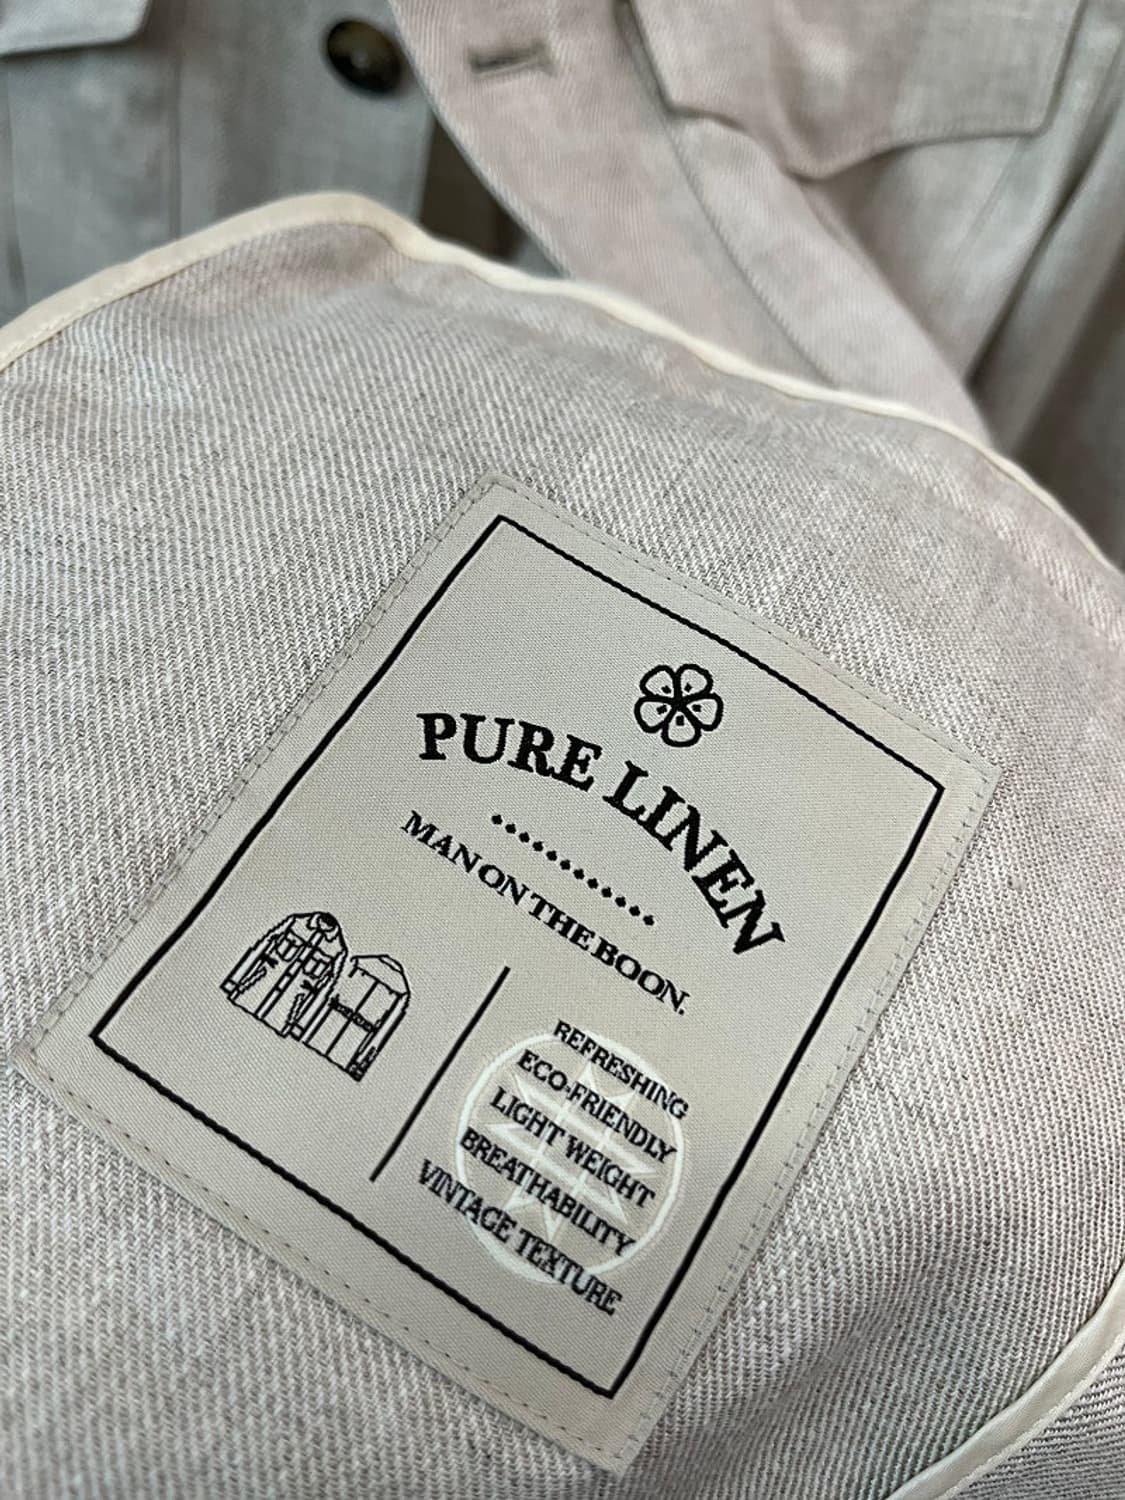 PURE LINEN
MAN ON THE BOON.
REFRESHING
ECO-FRIENDLY
LIGHT WEIGHT
BREATHABILITY
VINTAGE TEXTURE